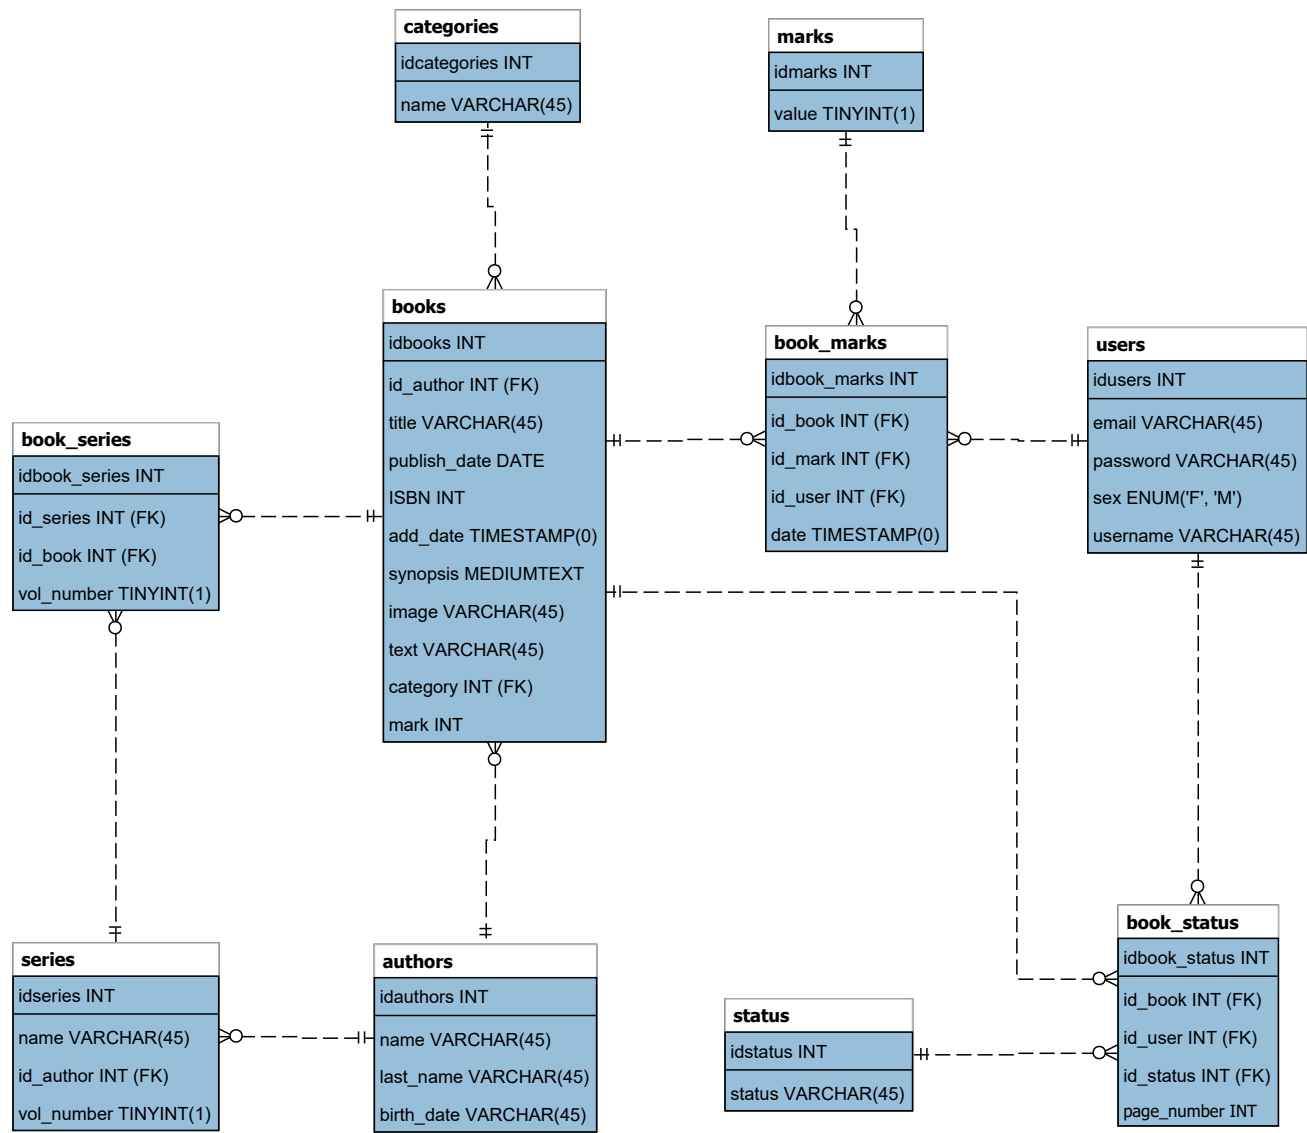 categories
idcategories INT
name VARCHAR(45)
marks
idmarks INT
value TINYINT(1)
books
idbooks INT
id_author INT (FK)
title VARCHAR(45)
publish_date DATE
ISBN INT
add_date TIMESTAMP(0)
synopsis MEDIUMTEXT
image VARCHAR(45)
text VARCHAR(45)
category INT (FK)
mark INT
book_marks
idbook_marks INT
id_book INT (FK)
id_mark INT (FK)
id_user INT (FK)
date TIMESTAMP(0)
users
idusers INT
email VARCHAR(45)
password VARCHAR(45)
sex ENUM('F', 'M')
username VARCHAR(45)
book_series
idbook_series INT
id_series INT (FK)
id_book INT (FK)
vol_number TINYINT(1)
series
idseries INT
name VARCHAR(45)
id_author INT (FK)
vol_number TINYINT(1)
authors
idauthors INT
name VARCHAR(45)
last_name VARCHAR(45)
birth_date VARCHAR(45)
status
idstatus INT
status VARCHAR(45)
book_status
idbook_status INT
id_book INT (FK)
id_user INT (FK)
id_status INT (FK)
page_number INT